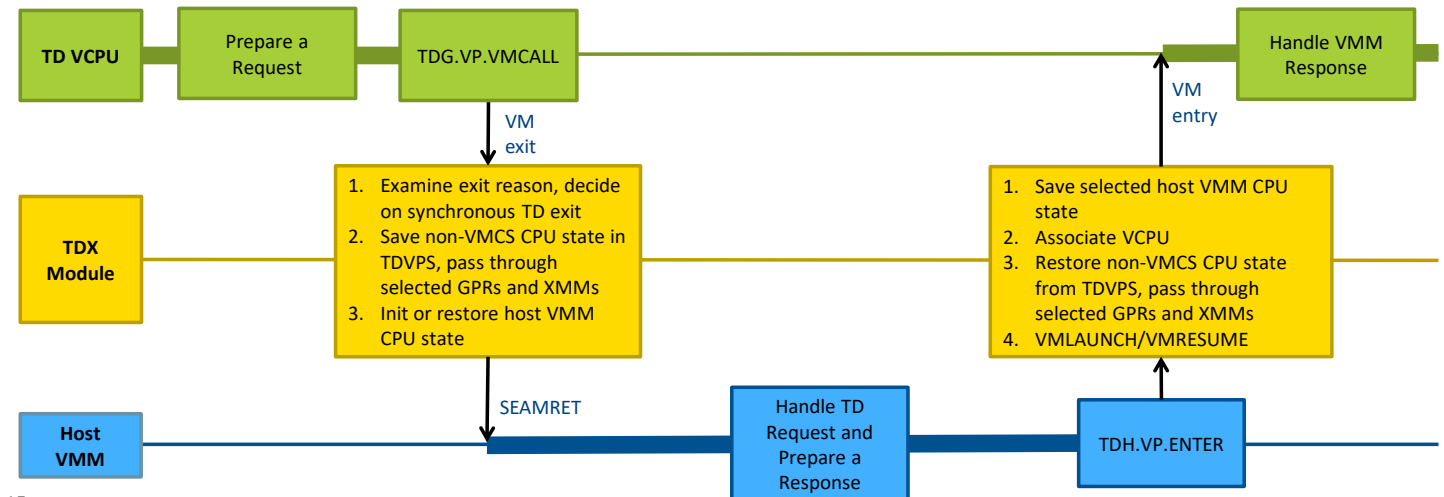 TD VCPU
Prepare a
Request
TDG.VP.VMCALL
Handle VMM
Response
VM
exit
VM
entry
TDX
Module
1. Examine exit reason, decide
on synchronous TD exit
2. Save non-VMCS CPU state in
TDVPS, pass through
selected GPRs and XMMs
3. Init or restore host VMM
CPU state
1. Save selected host VMM CPU
state
2. Associate VCPU
3. Restore non-VMCS CPU state
from TDVPS, pass through
selected GPRs and XMMs
4. VMLAUNCH/VMRESUME
SEAMRET
Host
VMM
Handle TD
Request and
Prepare a
Response
TDH.VP.ENTER